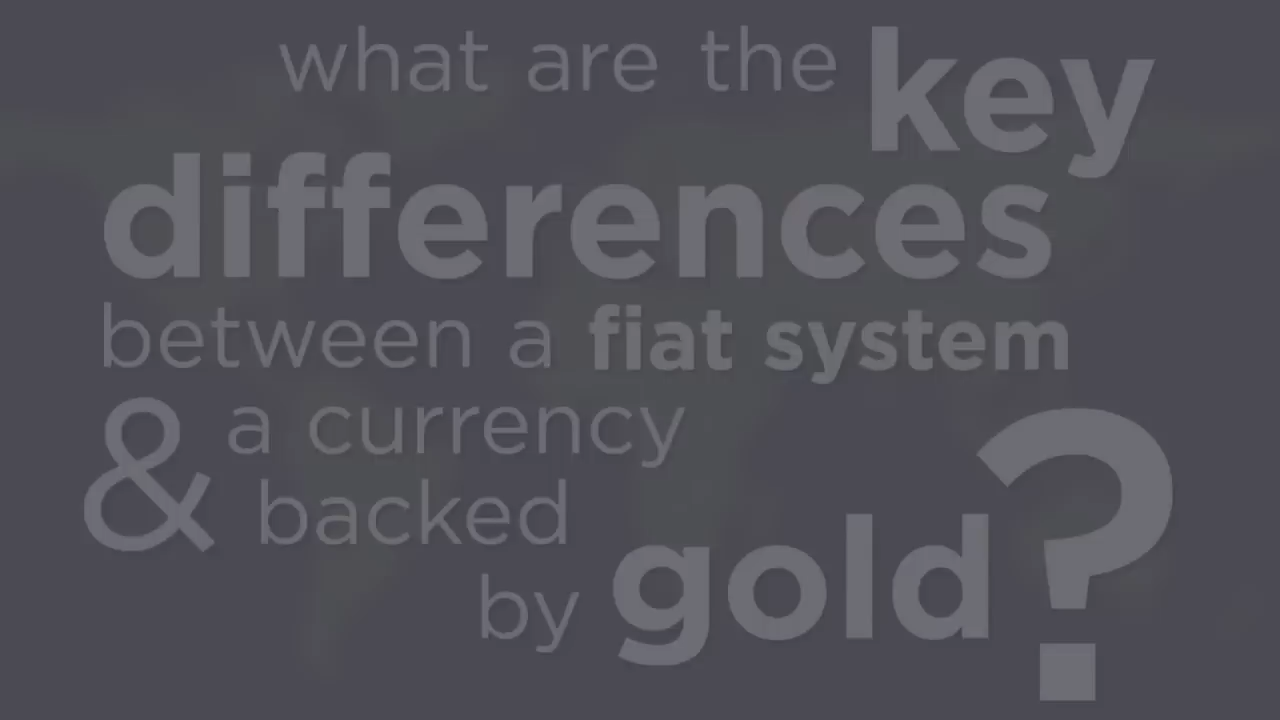 what are the key
differences
between a fiat system
& a currency
backed
by gold?